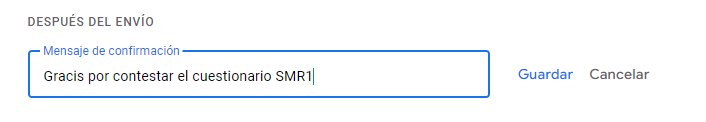 DESPUÉS DEL ENVÍO
Mensaje de confirmación
Gracis por contestar el cuestionario SMR1
Guardar Cancelar